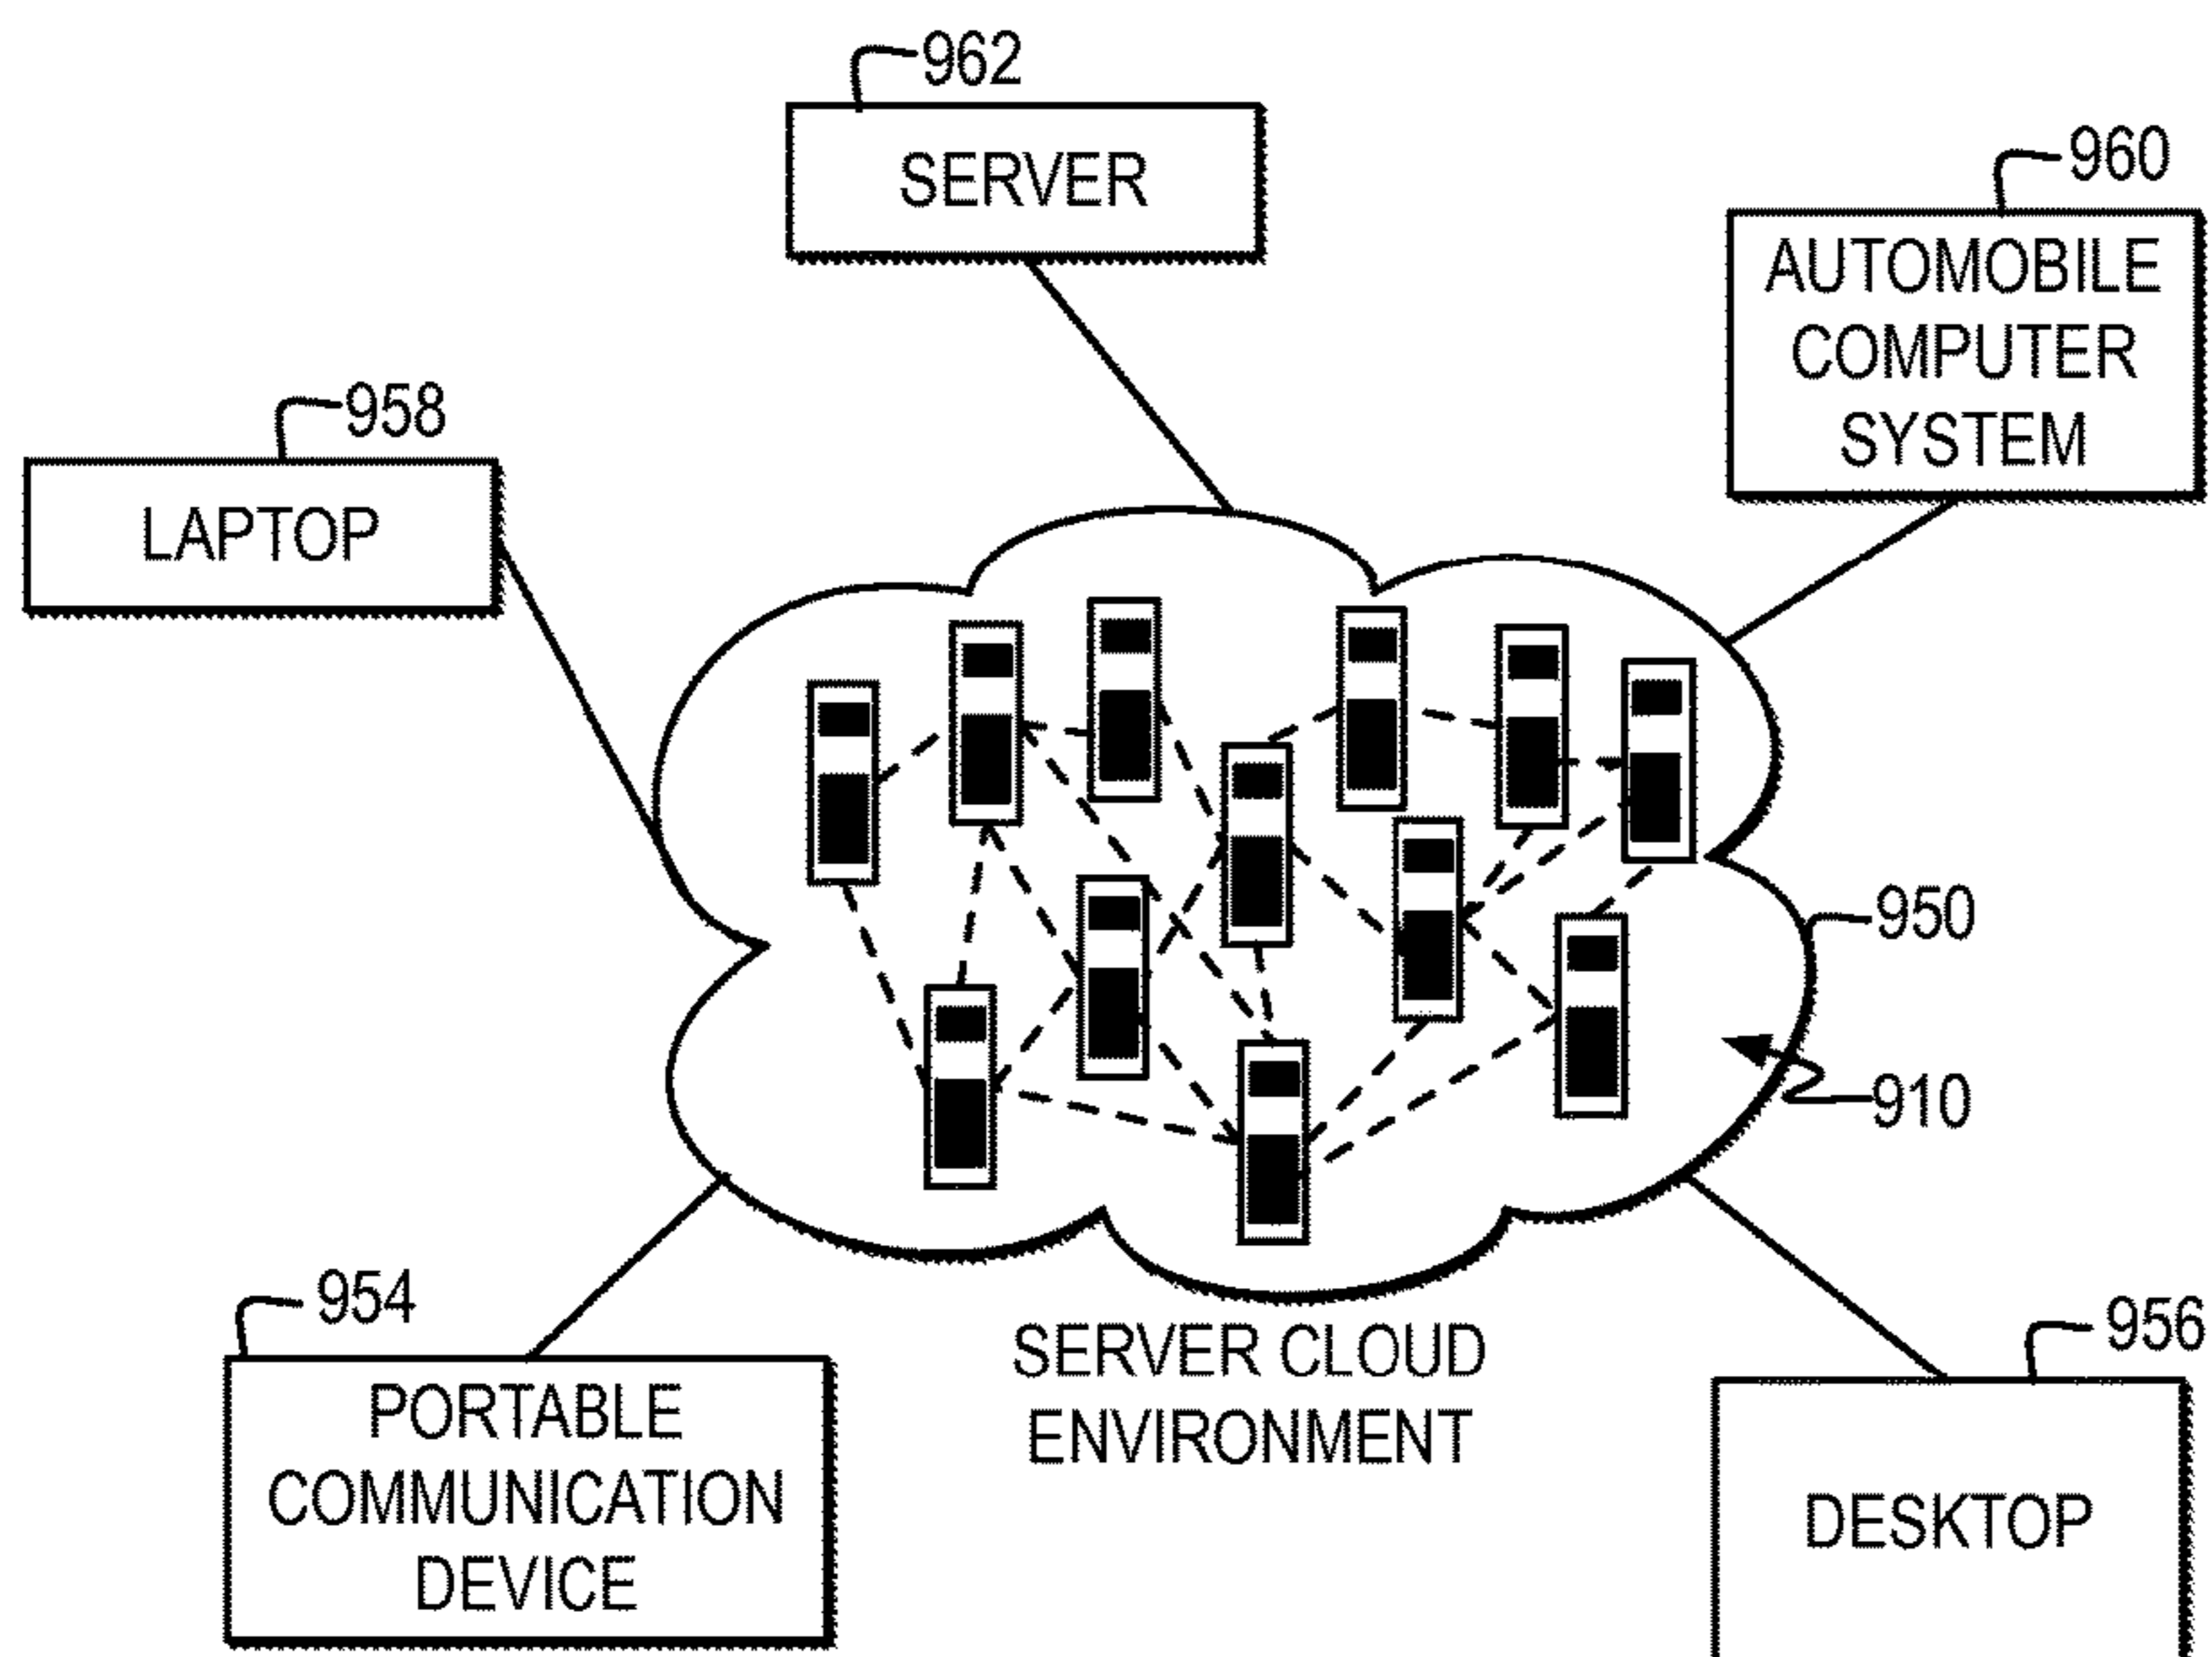 962
SERVER
960
AUTOMOBILE
COMPUTER
SYSTEM
958
LAPTOP
950
910
954
PORTABLE
COMMUNICATION
DEVICE
SERVER CLOUD
ENVIRONMENT
956
DESKTOP